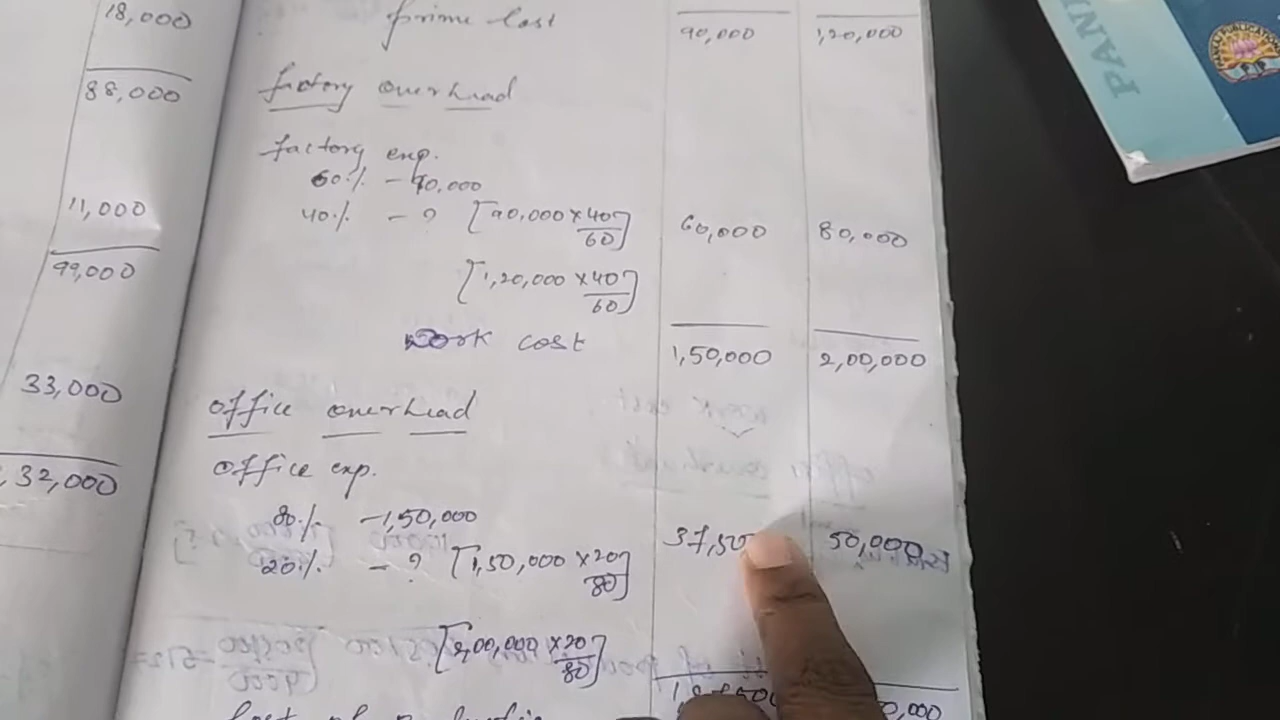 18,000
88,000
11,000
99,000
33,000
,32,000
prime cost 90,000 1,20,000
factory overhead
factory exp.
60% - 90,000
40% - ? [90,000 × 40/60] 60,000 80,000
[1,20,000 × 40/60]
work cost 1,50,000 2,00,000
office overhead
office exp.
80% - 1,50,000
20% - ? [1,50,000 × 20/80] 37,50 50,000
[2,00,000 × 20/80]
PANK